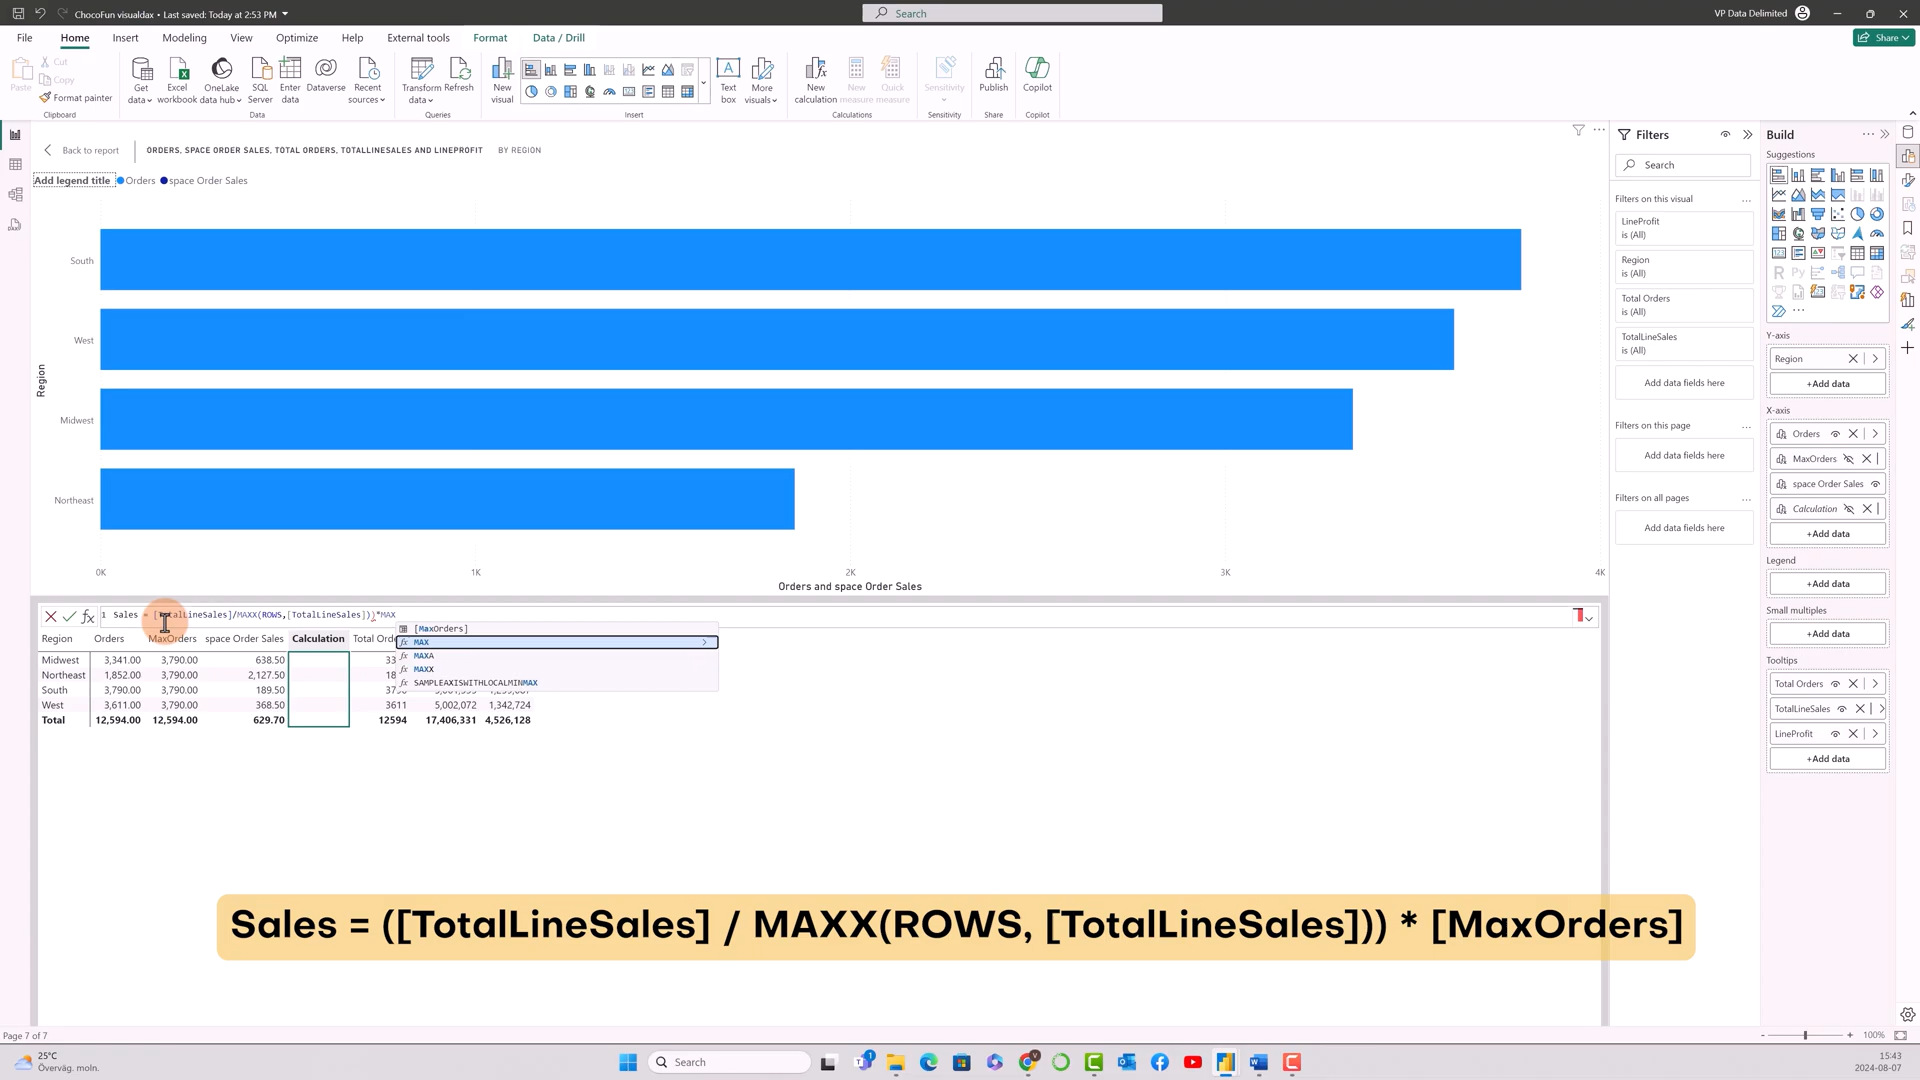 ChocoFun visualdax • Last saved: Today at 2:53 PM
Search
VP Data Delimited
File Home Insert Modeling View Optimize Help External tools Format Data / Drill
Share
Paste
Cut
Copy
Format painter
Get data
Excel workbook
OneLake data hub
SQL Server
Enter data
Dataverse
Recent sources
Transform data
Refresh
New visual
Text box
More visuals
New calculation
New measure
Quick measure
Sensitivity
Publish
Copilot
Clipboard Data Queries Insert Calculations Sensitivity Share Copilot
Back to report
ORDERS, SPACE ORDER SALES, TOTAL ORDERS, TOTALLINESALES AND LINEPROFIT BY REGION
Add legend title Orders space Order Sales
Region
South
West
Midwest
Northeast
0K 1K 2K 3K 4K
Orders and space Order Sales
1 Sales = [TotalLineSales]/MAXX(ROWS,[TotalLineSales]))*MAX
[MaxOrders]
MAX
MAXA
MAXX
SAMPLEAXISWITHLOCALMINMAX
Region Orders MaxOrders space Order Sales Calculation
Midwest 3,341.00 3,790.00 638.50
Northeast 1,852.00 3,790.00 2,127.50
South 3,790.00 3,790.00 189.50
West 3,611.00 3,790.00 368.50 3611 5,002,072 1,342,724
Total 12,594.00 12,594.00 629.70 12594 17,406,331 4,526,128
Sales = ([TotalLineSales] / MAXX(ROWS, [TotalLineSales])) * [MaxOrders]
Filters
Search
Filters on this visual
LineProfit
is (All)
Region
is (All)
Total Orders
is (All)
TotalLineSales
is (All)
Add data fields here
Filters on this page
Add data fields here
Filters on all pages
Add data fields here
Build
Suggestions
R Py
Y-axis
Region
+Add data
X-axis
Orders
MaxOrders
space Order Sales
Calculation
+Add data
Legend
+Add data
Small multiples
+Add data
Tooltips
Total Orders
TotalLineSales
LineProfit
+Add data
Page 7 of 7
100%
25°C
Överväg. moln.
Search
15:43
2024-08-07